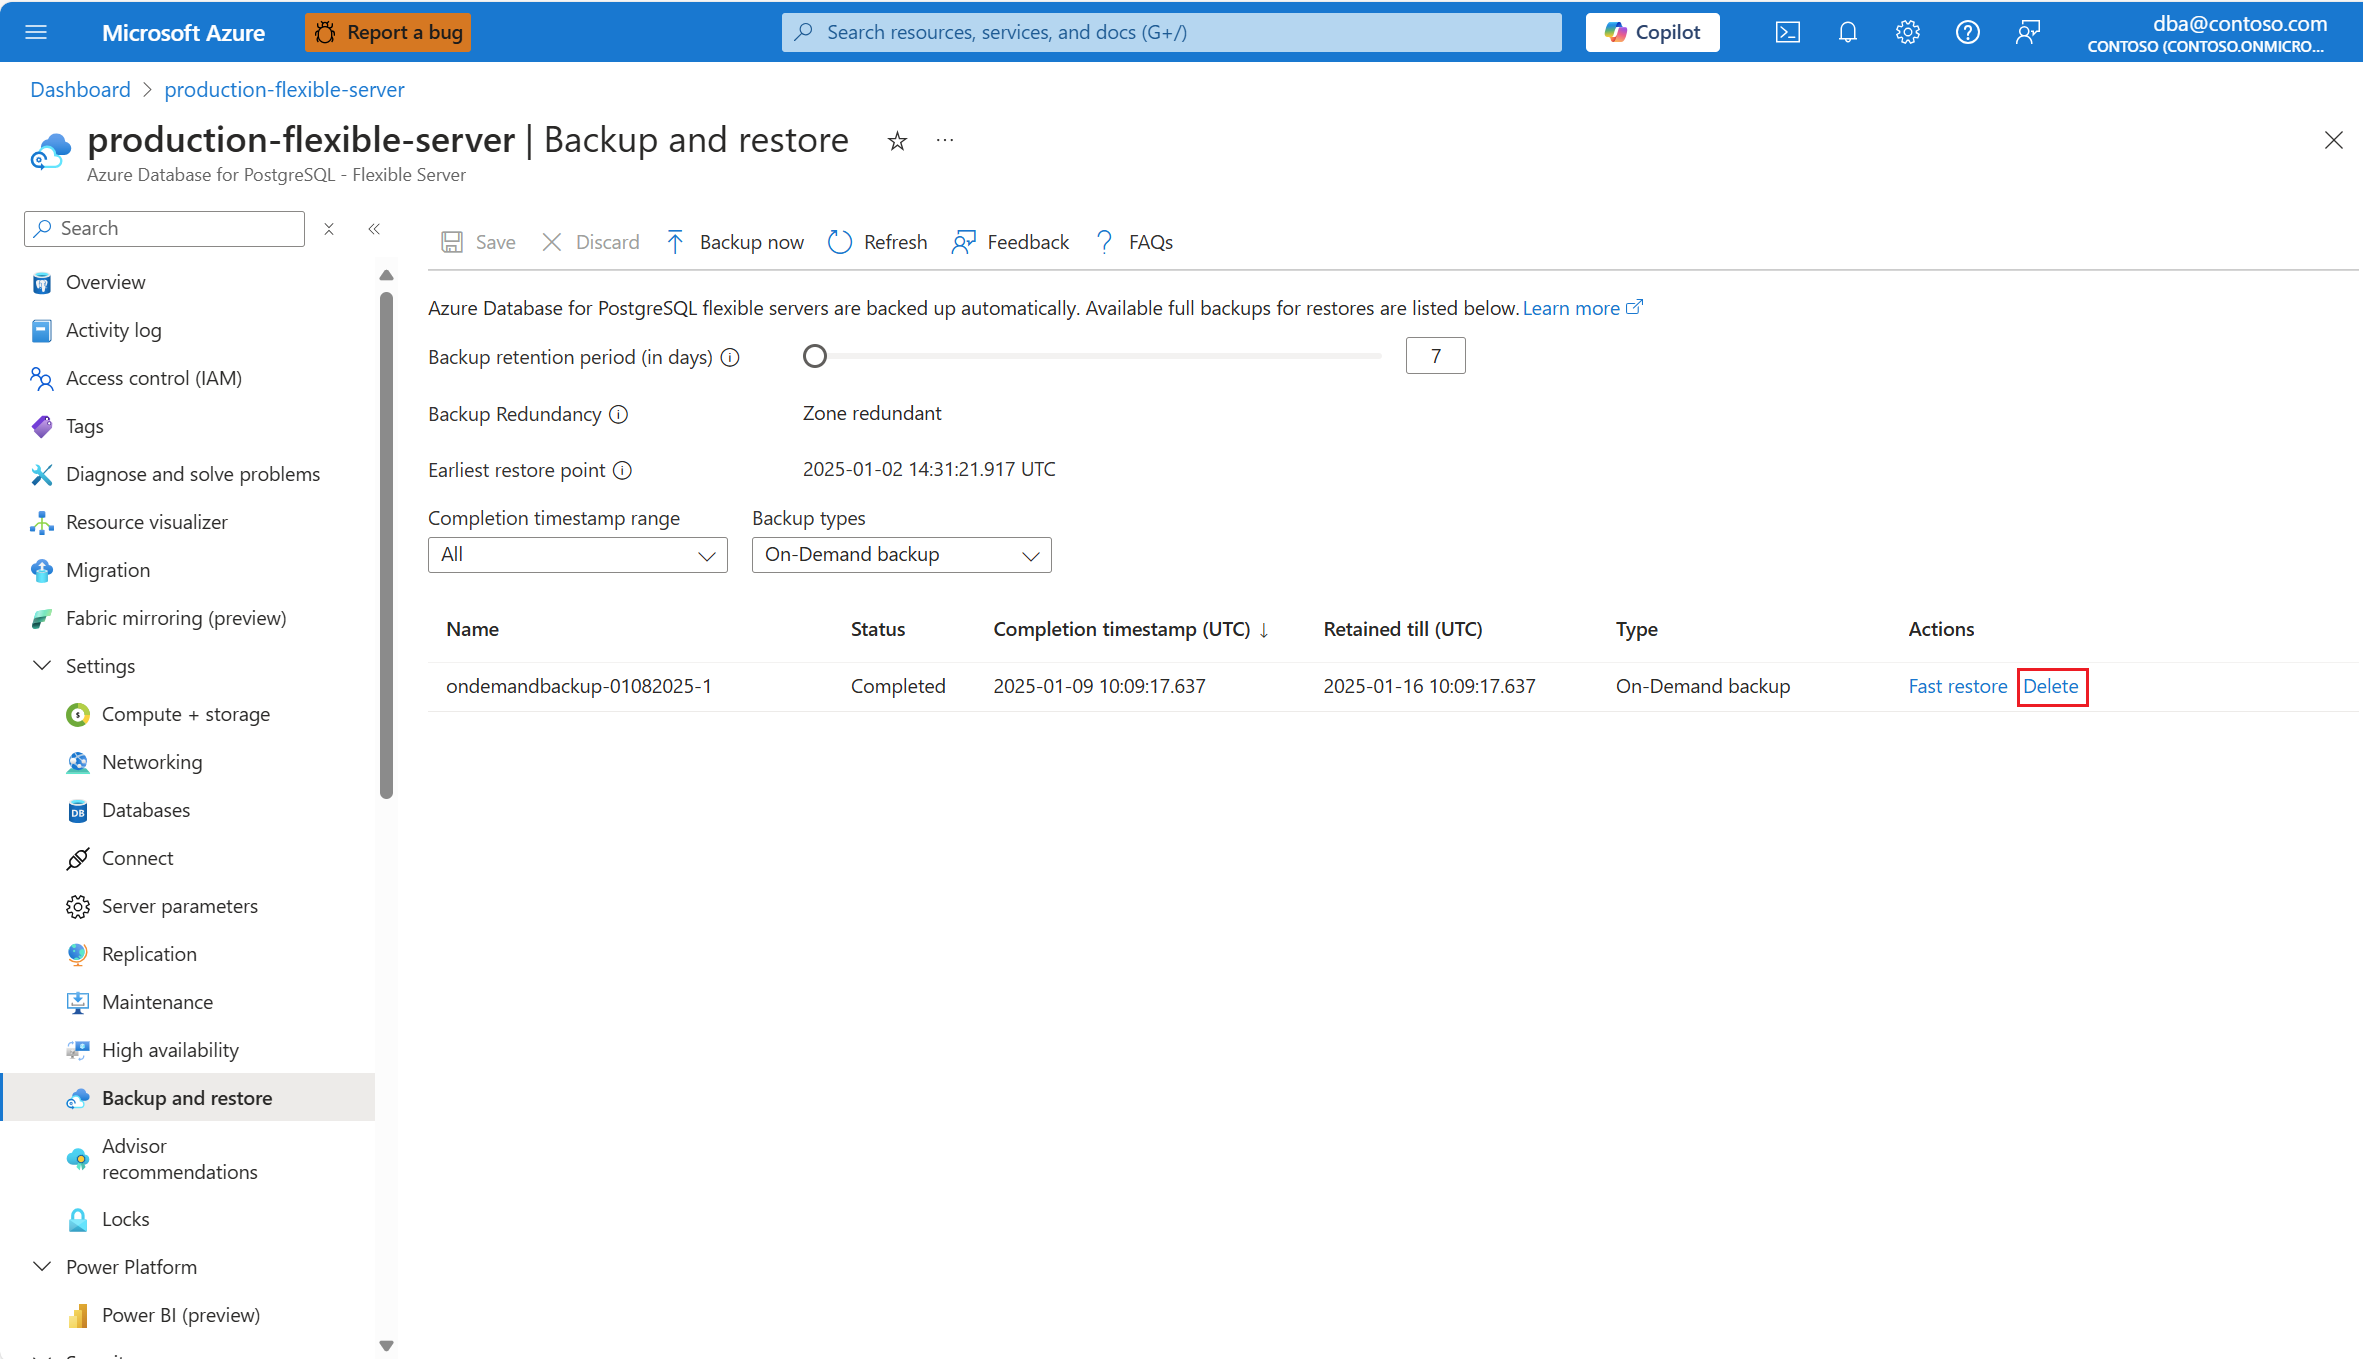 Microsoft Azure
Report a bug
Search resources, services, and docs (G+/)
Copilot
dba@contoso.com
CONTOSO (CONTOSO.ONMICRO...
Dashboard > production-flexible-server
production-flexible-server | Backup and restore
Azure Database for PostgreSQL - Flexible Server
Search
Save
Discard
Backup now
Refresh
Feedback
FAQs
Overview
Activity log
Access control (IAM)
Tags
Diagnose and solve problems
Resource visualizer
Migration
Fabric mirroring (preview)
Settings
Compute + storage
Networking
Databases
Connect
Server parameters
Replication
Maintenance
High availability
Backup and restore
Advisor
recommendations
Locks
Power Platform
Power BI (preview)
Azure Database for PostgreSQL flexible servers are backed up automatically. Available full backups for restores are listed below. Learn more
Backup retention period (in days)
7
Backup Redundancy
Zone redundant
Earliest restore point
2025-01-02 14:31:21.917 UTC
Completion timestamp range
Backup types
All
On-Demand backup
Name Status Completion timestamp (UTC) ↓ Retained till (UTC) Type Actions
ondemandbackup-01082025-1 Completed 2025-01-09 10:09:17.637 2025-01-16 10:09:17.637 On-Demand backup Fast restore Delete